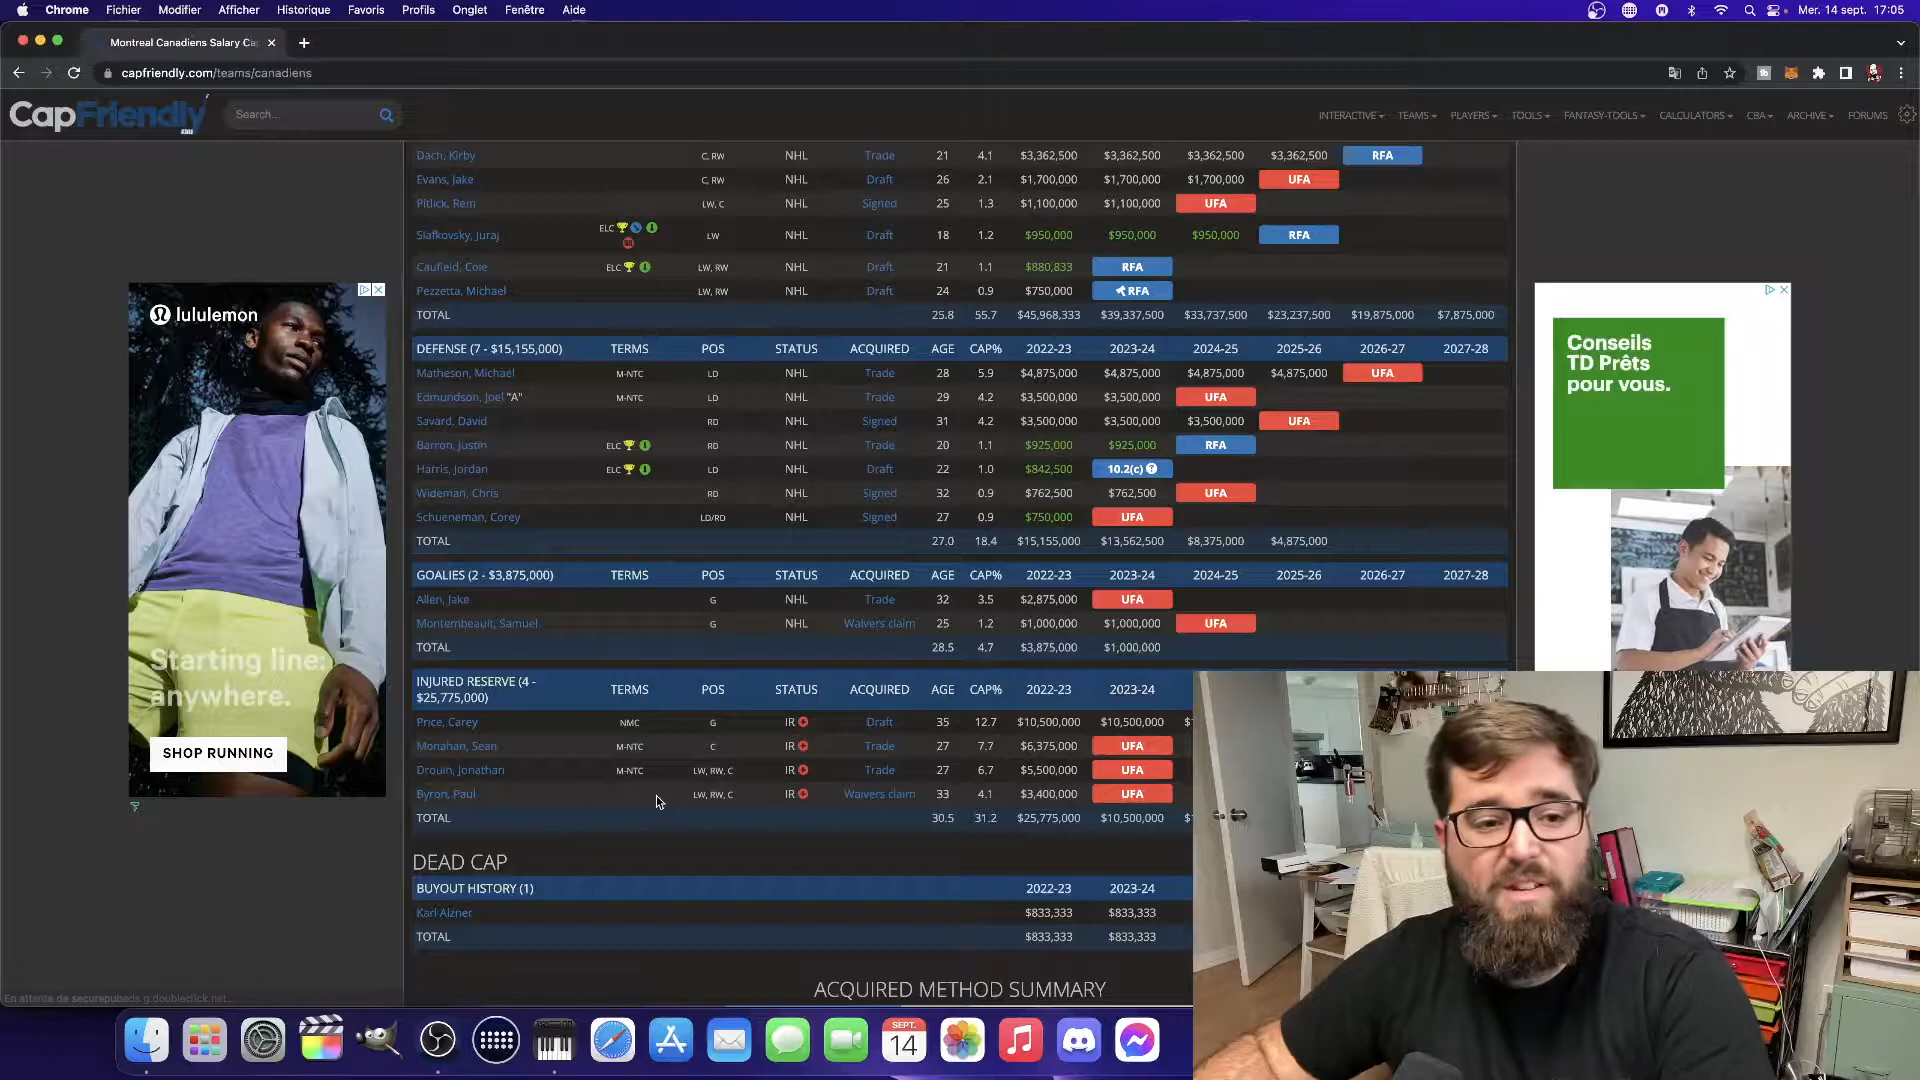 Chrome Fichier Modifier Afficher Historique Favoris Profils Onglet Fenêtre Aide Mer. 14 sept. 17:05
Montreal Canadiens Salary Ca
capfriendly.com/teams/canadiens
CapFriendly Search... INTERACTIVE TEAMS PLAYERS TOOLS FANTASY-TOOLS CALCULATORS CBA ARCHIVE FORUMS
Dach, Kirby C, RW NHL Trade 21 4.1 $3,362,500 $3,362,500 $3,362,500 $3,362,500 RFA
Evans, Jake C, RW NHL Draft 26 2.1 $1,700,000 $1,700,000 $1,700,000 UFA
Pitlick, Rem LW, C NHL Signed 25 1.3 $1,100,000 $1,100,000 UFA
Slafkovsky, Juraj ELC LW NHL Draft 18 1.2 $950,000 $950,000 $950,000 RFA
Caufield, Cole ELC LW, RW NHL Draft 21 1.1 $880,833 RFA
Pezzetta, Michael LW, RW NHL Draft 24 0.9 $750,000 RFA
TOTAL 25.8 55.7 $45,968,333 $39,337,500 $33,737,500 $23,237,500 $19,875,000 $7,875,000
DEFENSE (7 - $15,155,000) TERMS POS STATUS ACQUIRED AGE CAP% 2022-23 2023-24 2024-25 2025-26 2026-27 2027-28
Matheson, Michael M-NTC LD NHL Trade 28 5.9 $4,875,000 $4,875,000 $4,875,000 $4,875,000 UFA
Edmundson, Joel "A" M-NTC LD NHL Trade 29 4.2 $3,500,000 $3,500,000 UFA
Savard, David RD NHL Signed 31 4.2 $3,500,000 $3,500,000 $3,500,000 UFA
Barron, Justin ELC RD NHL Trade 20 1.1 $925,000 $925,000 RFA
Harris, Jordan ELC LD NHL Draft 22 1.0 $842,500 10.2(c)
Wideman, Chris RD NHL Signed 32 0.9 $762,500 $762,500 UFA
Schueneman, Corey LD/RD NHL Signed 27 0.9 $750,000 UFA
TOTAL 27.0 18.4 $15,155,000 $13,562,500 $8,375,000 $4,875,000
GOALIES (2 - $3,875,000) TERMS POS STATUS ACQUIRED AGE CAP% 2022-23 2023-24 2024-25 2025-26 2026-27 2027-28
Allen, Jake G NHL Trade 32 3.5 $2,875,000 UFA
Montembeault, Samuel G NHL Waivers claim 25 1.2 $1,000,000 $1,000,000 UFA
TOTAL 28.5 4.7 $3,875,000 $1,000,000
INJURED RESERVE (4 - 
$25,775,000) TERMS POS STATUS ACQUIRED AGE CAP% 2022-23 2023-24
Price, Carey NMC G IR Draft 35 12.7 $10,500,000 $10,500,000
Monahan, Sean M-NTC C IR Trade 27 7.7 $6,375,000 UFA
Drouin, Jonathan M-NTC LW, RW, C IR Trade 27 6.7 $5,500,000 UFA
Byron, Paul LW, RW, C IR Waivers claim 33 4.1 $3,400,000 UFA
TOTAL 30.5 31.2 $25,775,000 $10,500,000
DEAD CAP
BUYOUT HISTORY (1) 2022-23 2023-24
Karl Alzner $833,333 $833,333
TOTAL $833,333 $833,333
ACQUIRED METHOD SUMMARY
lululemon
Starting line:
anywhere.
SHOP RUNNING
Conseils
TD Prêts
pour vous.
En attente de securepubads.g.doubleclick.net...
SEPT.
14